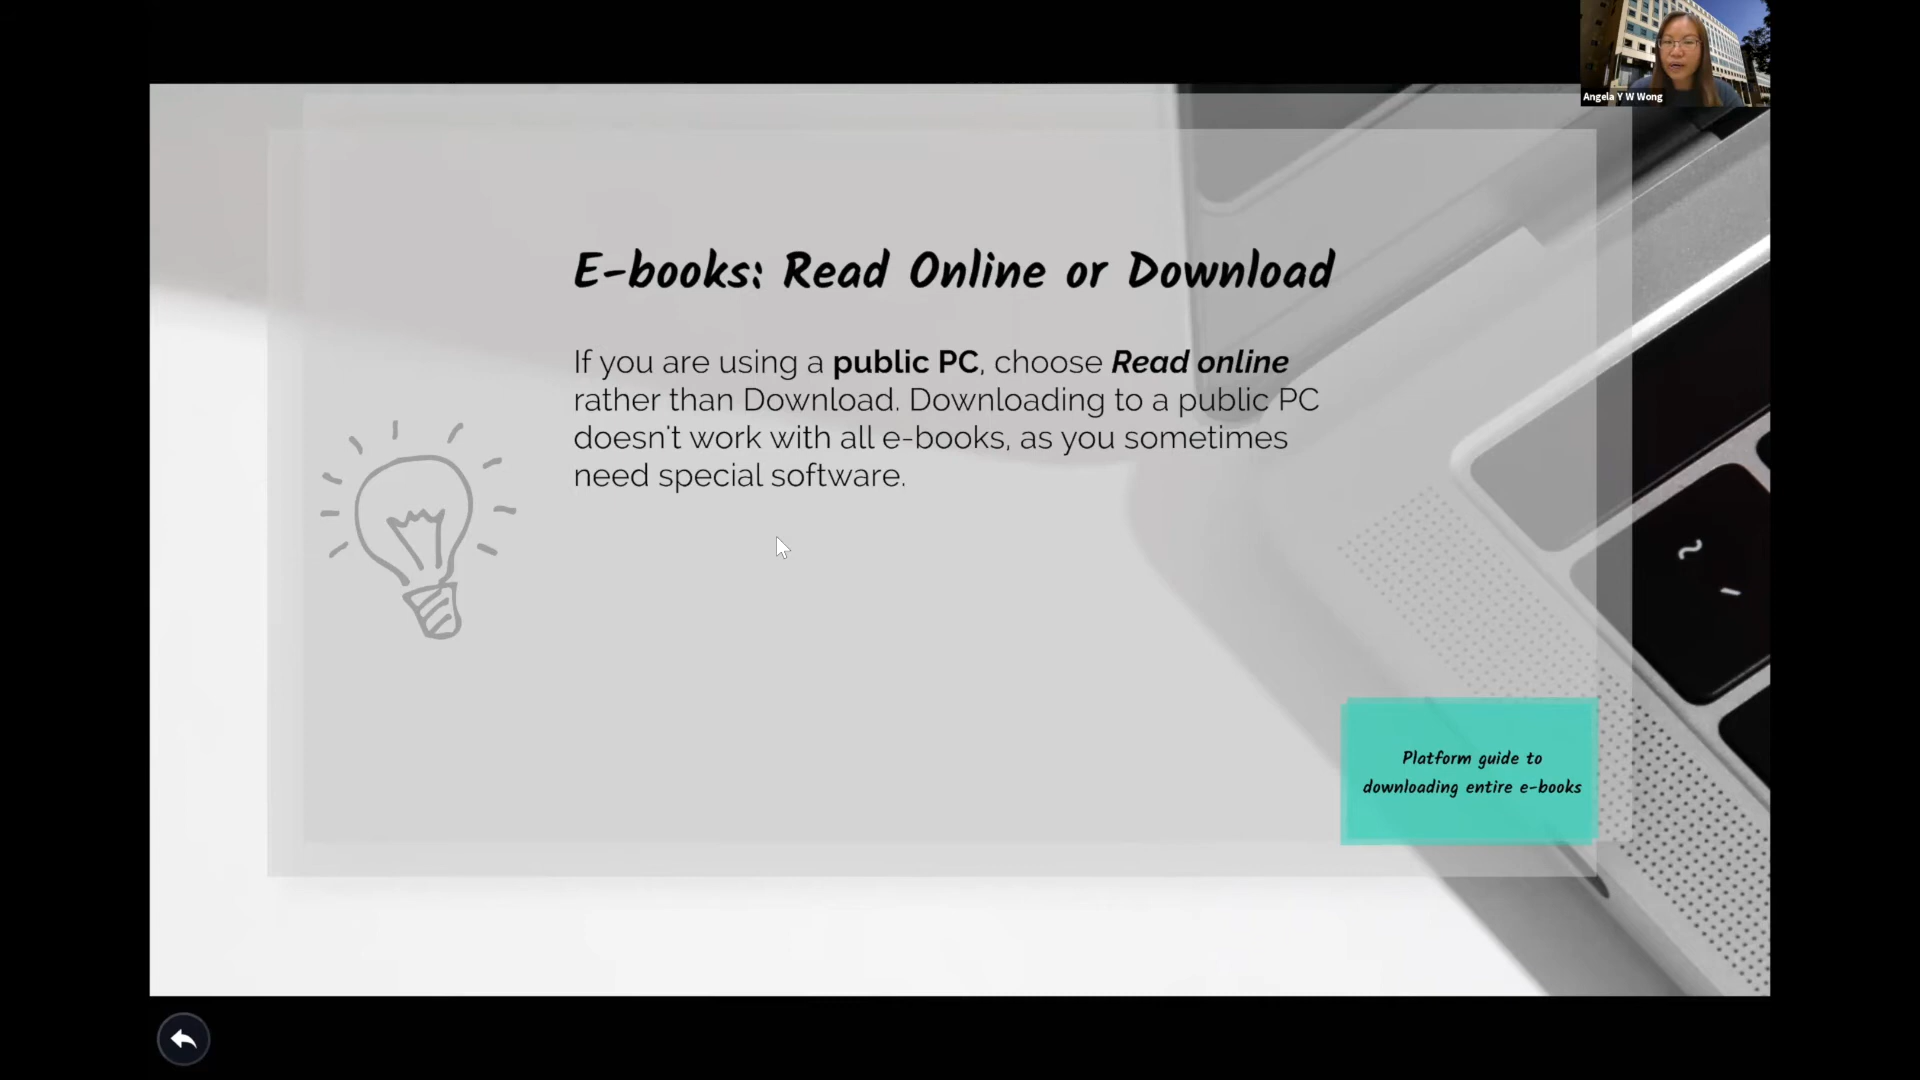 Angela Y W Wong
E-books: Read Online or Download
If you are using a public PC, choose Read online
rather than Download. Downloading to a public PC
doesn't work with all e-books, as you sometimes
need special software.
~
Platform guide to
downloading entire e-books